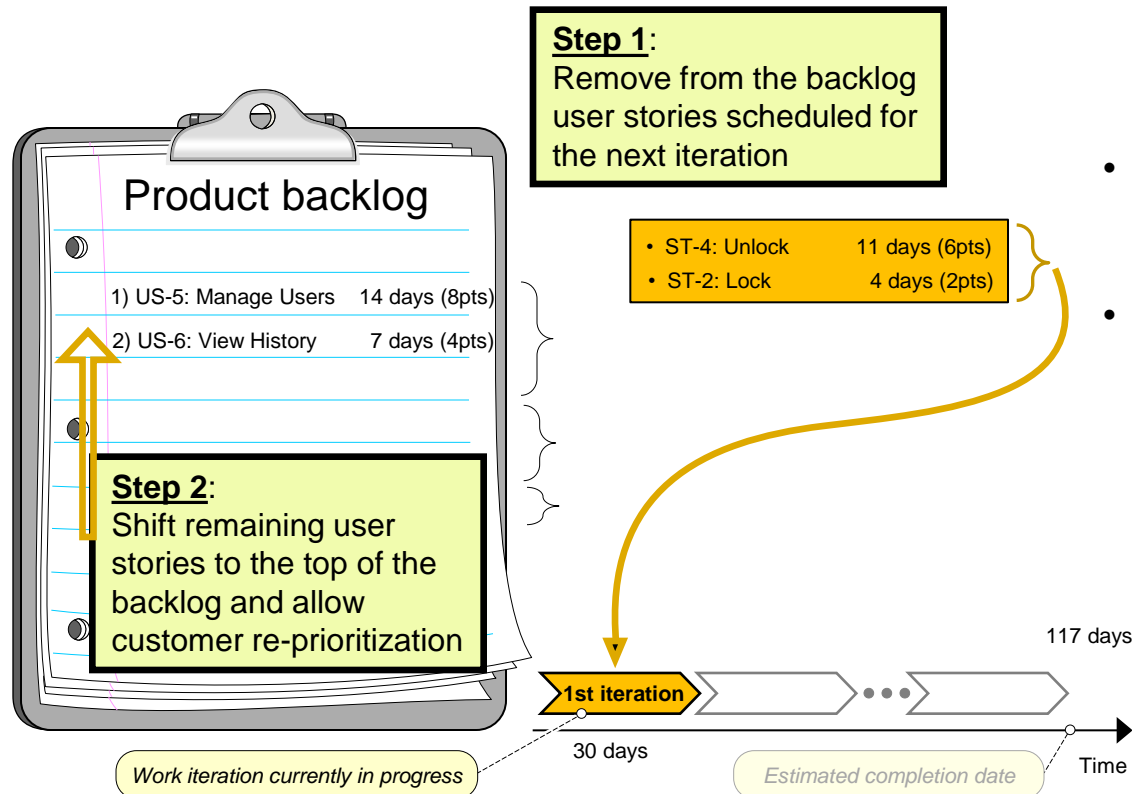 Step 1:
Remove from the backlog
user stories scheduled for
the next iteration
Product backlog
• ST-4: Unlock 11 days (6pts)
• ST-2: Lock 4 days (2pts)
1) US-5: Manage Users 14 days (8pts)
2) US-6: View History 7 days (4pts)
Step 2:
Shift remaining user
stories to the top of the
backlog and allow
customer re-prioritization
117 days
1st iteration
30 days
Time
Work iteration currently in progress
Estimated completion date